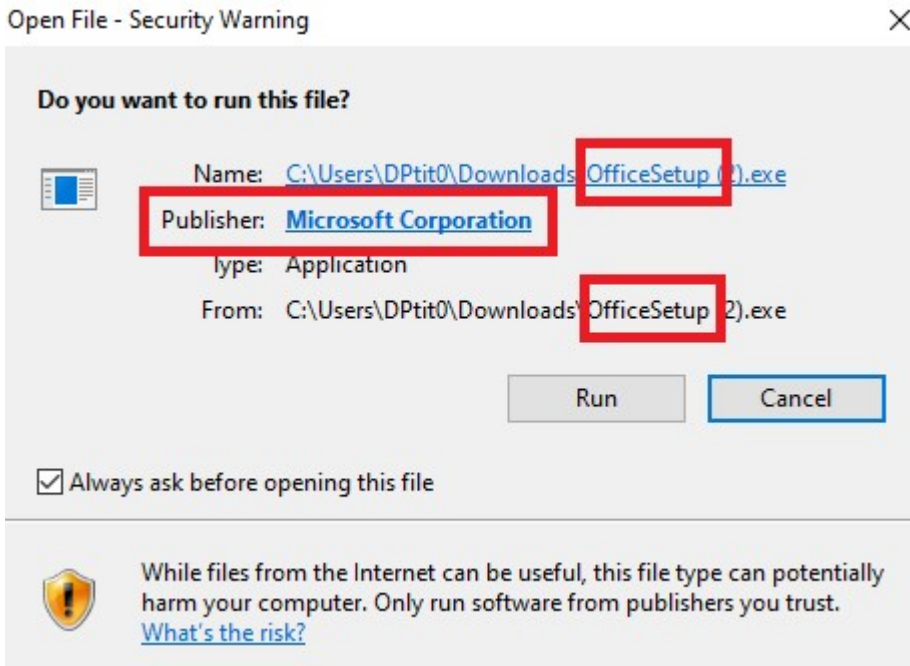 Open File - Security Warning
Do you want to run this file?
Name: C:\Users\DPtit0\Downloads\OfficeSetup (2).exe
Publisher: Microsoft Corporation
Type: Application
From: C:\Users\DPtit0\Downloads\OfficeSetup (2).exe
Run Cancel
Always ask before opening this file
While files from the Internet can be useful, this file type can potentially
harm your computer. Only run software from publishers you trust.
What's the risk?